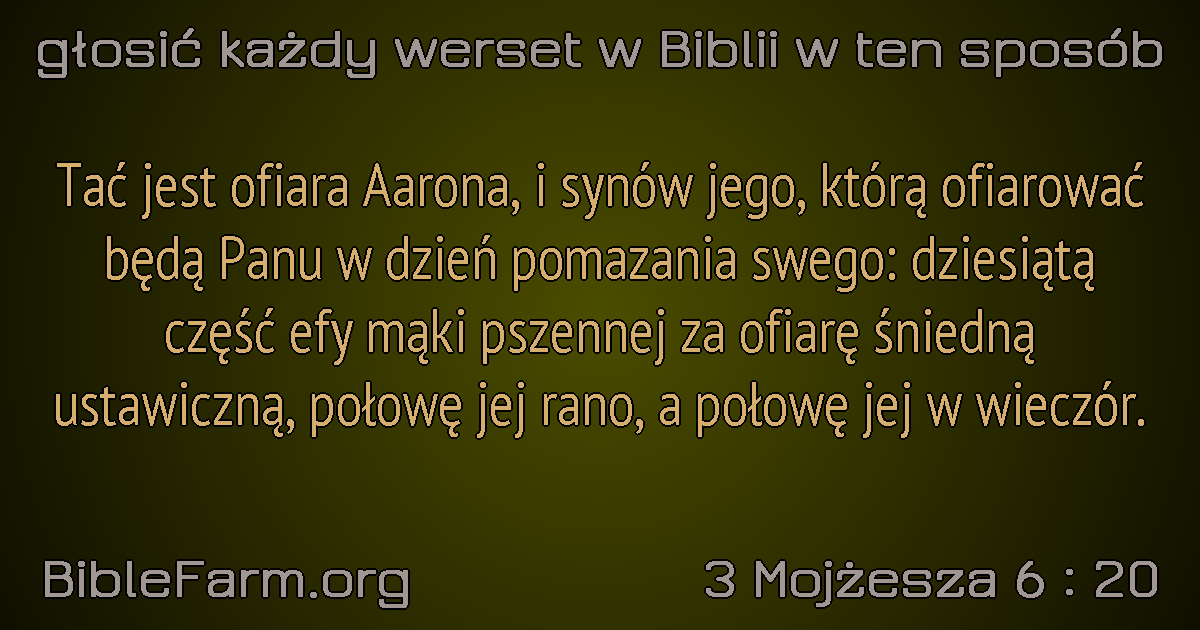 głosić każdy werset w Biblii w ten sposób
Tać jest ofiara Aarona, i synów jego, którą ofiarować
będą Panu w dzień pomazania swego: dziesiątą
część efy mąki pszennej za ofiarę śniedną
ustawiczną, połowę jej rano, a połowę jej w wieczór.
BibleFarm.org
3 Mojżesza 6 : 20